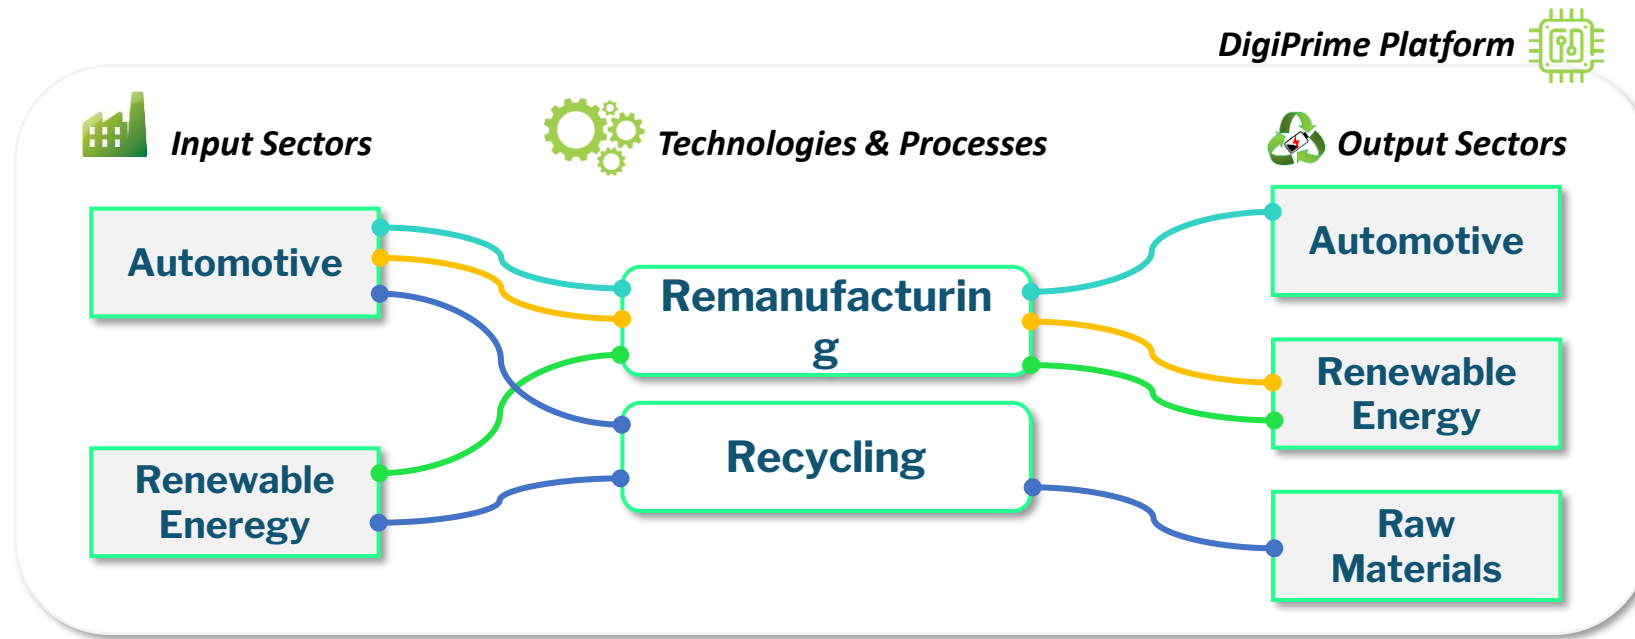 DigiPrime Platform
Input Sectors
Technologies & Processes
Output Sectors
Automotive
Renewable
Eneregy
Remanufacturin
g
Recycling
Automotive
Renewable
Energy
Raw
Materials